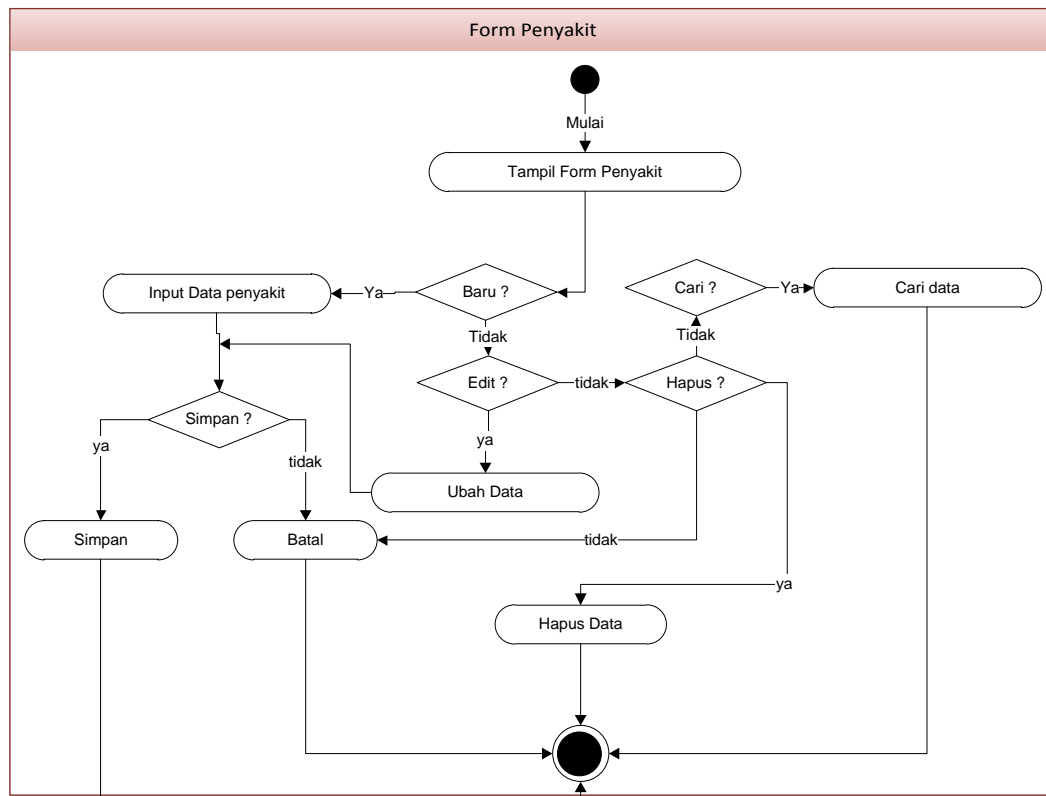 Form Penyakit
Mulai
Tampil Form Penyakit
Input Data penyakit
Ya
Baru ?
Cari ?
Ya
Cari data
Tidak
Tidak
Edit ?
tidak
Hapus ?
Simpan ?
ya
tidak
ya
Ubah Data
Simpan
Batal
tidak
ya
Hapus Data